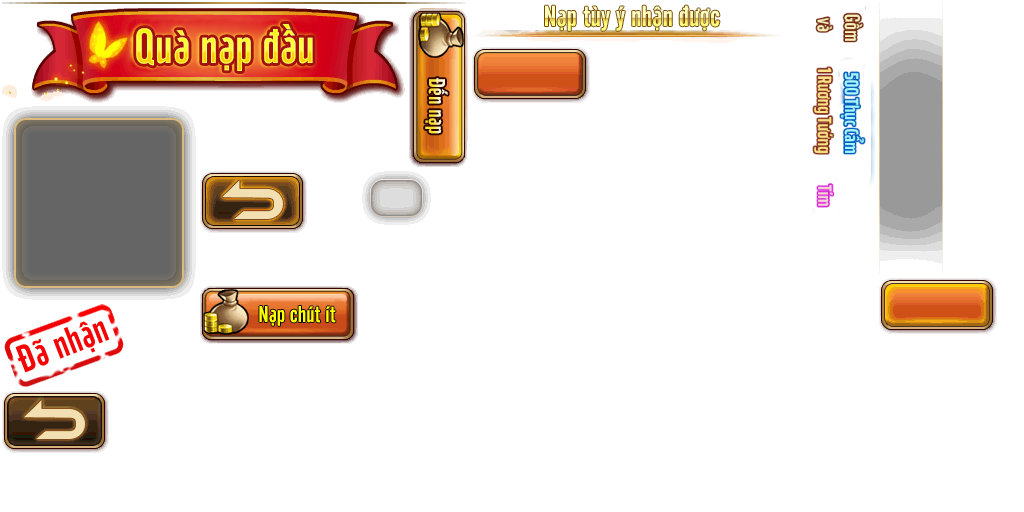 Quà nạp đầu
Đến nạp
Nạp tùy ý nhận được
Gồm 500 Thục Cẩm
và 1 Rương Tướng Tím
Nạp chút ít
Đã nhận